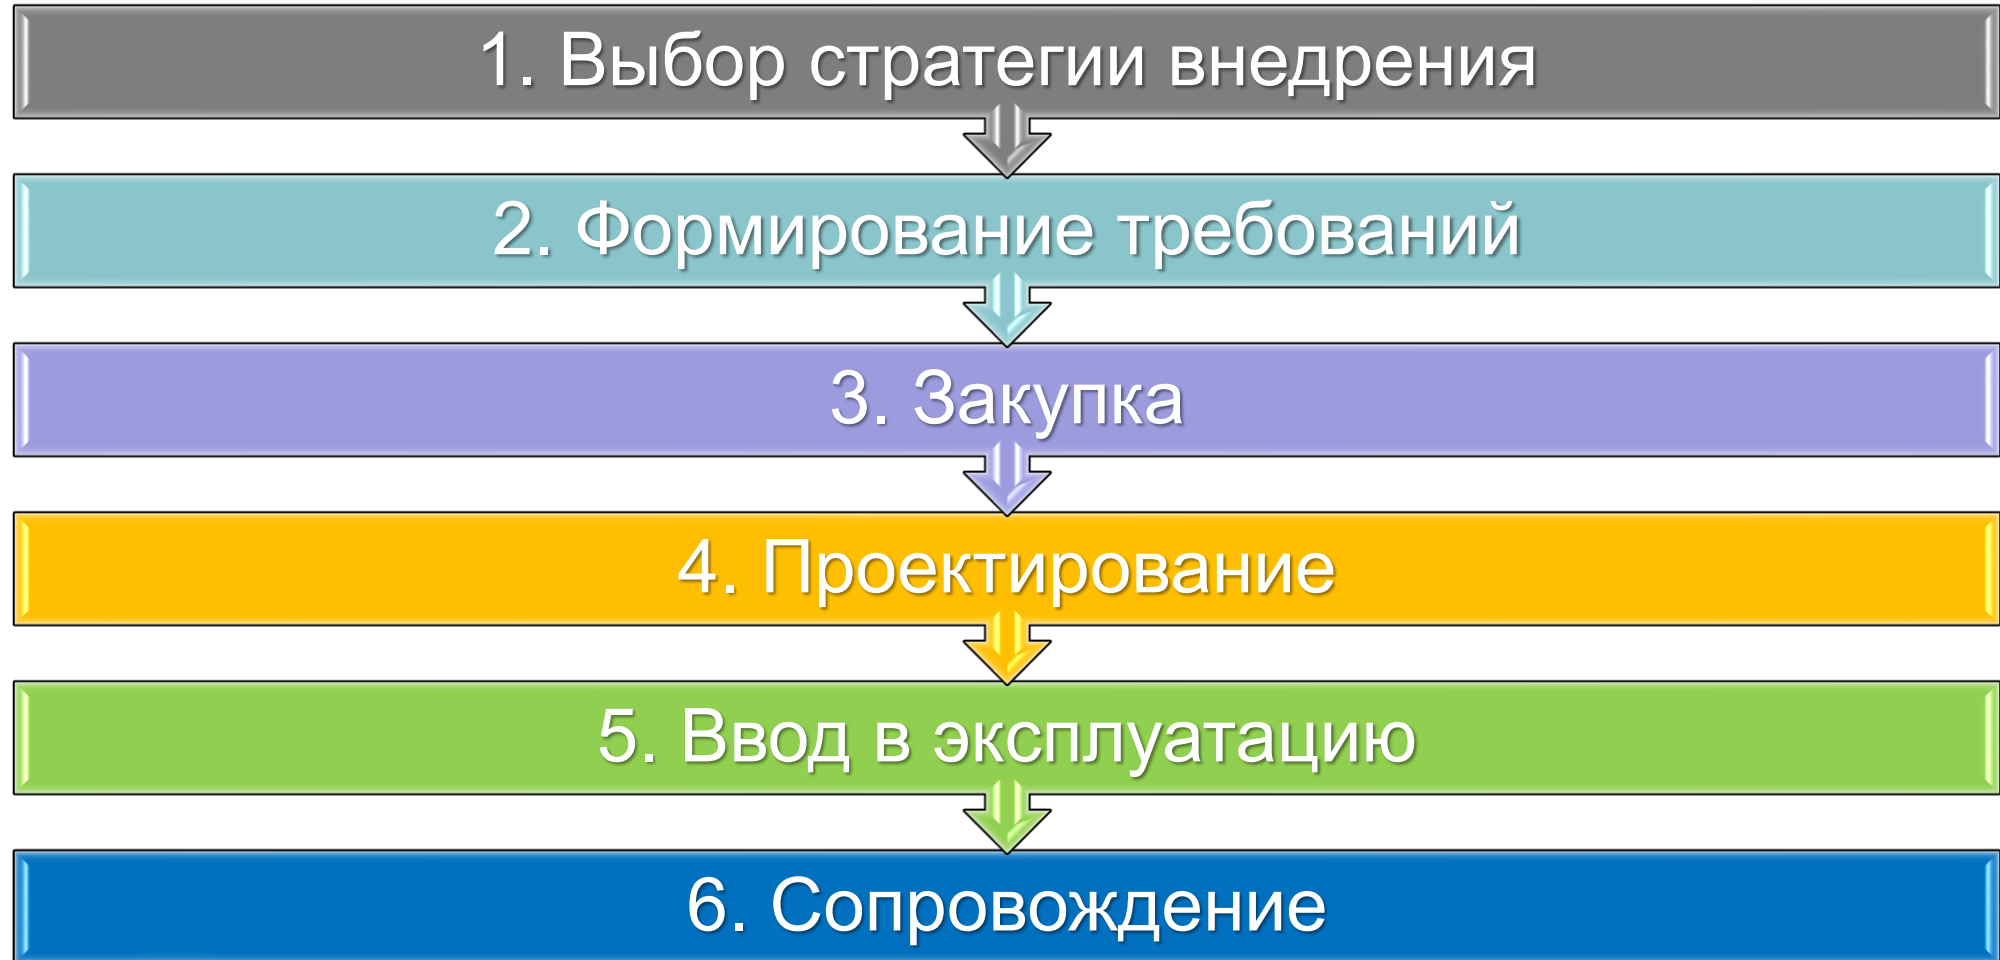 1. Выбор стратегии внедрения
2. Формирование требований
3. Закупка
4. Проектирование
5. Ввод в эксплуатацию
6. Сопровождение